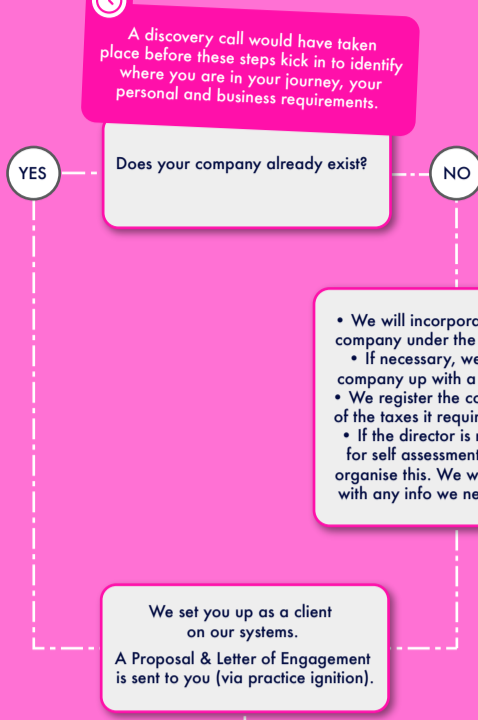 A discovery call would have taken
place before these steps kick in to identify
where you are in your journey, your
personal and business requirements.
Does your company already exist?
YES
NO
• We will incorpora
company under the
• If necessary, we
company up with a
• We register the co
of the taxes it requir
• If the director is
for self assessment
organise this. We w
with any info we ne
We set you up as a client
on our systems.
A Proposal & Letter of Engagement
is sent to you (via practice ignition).